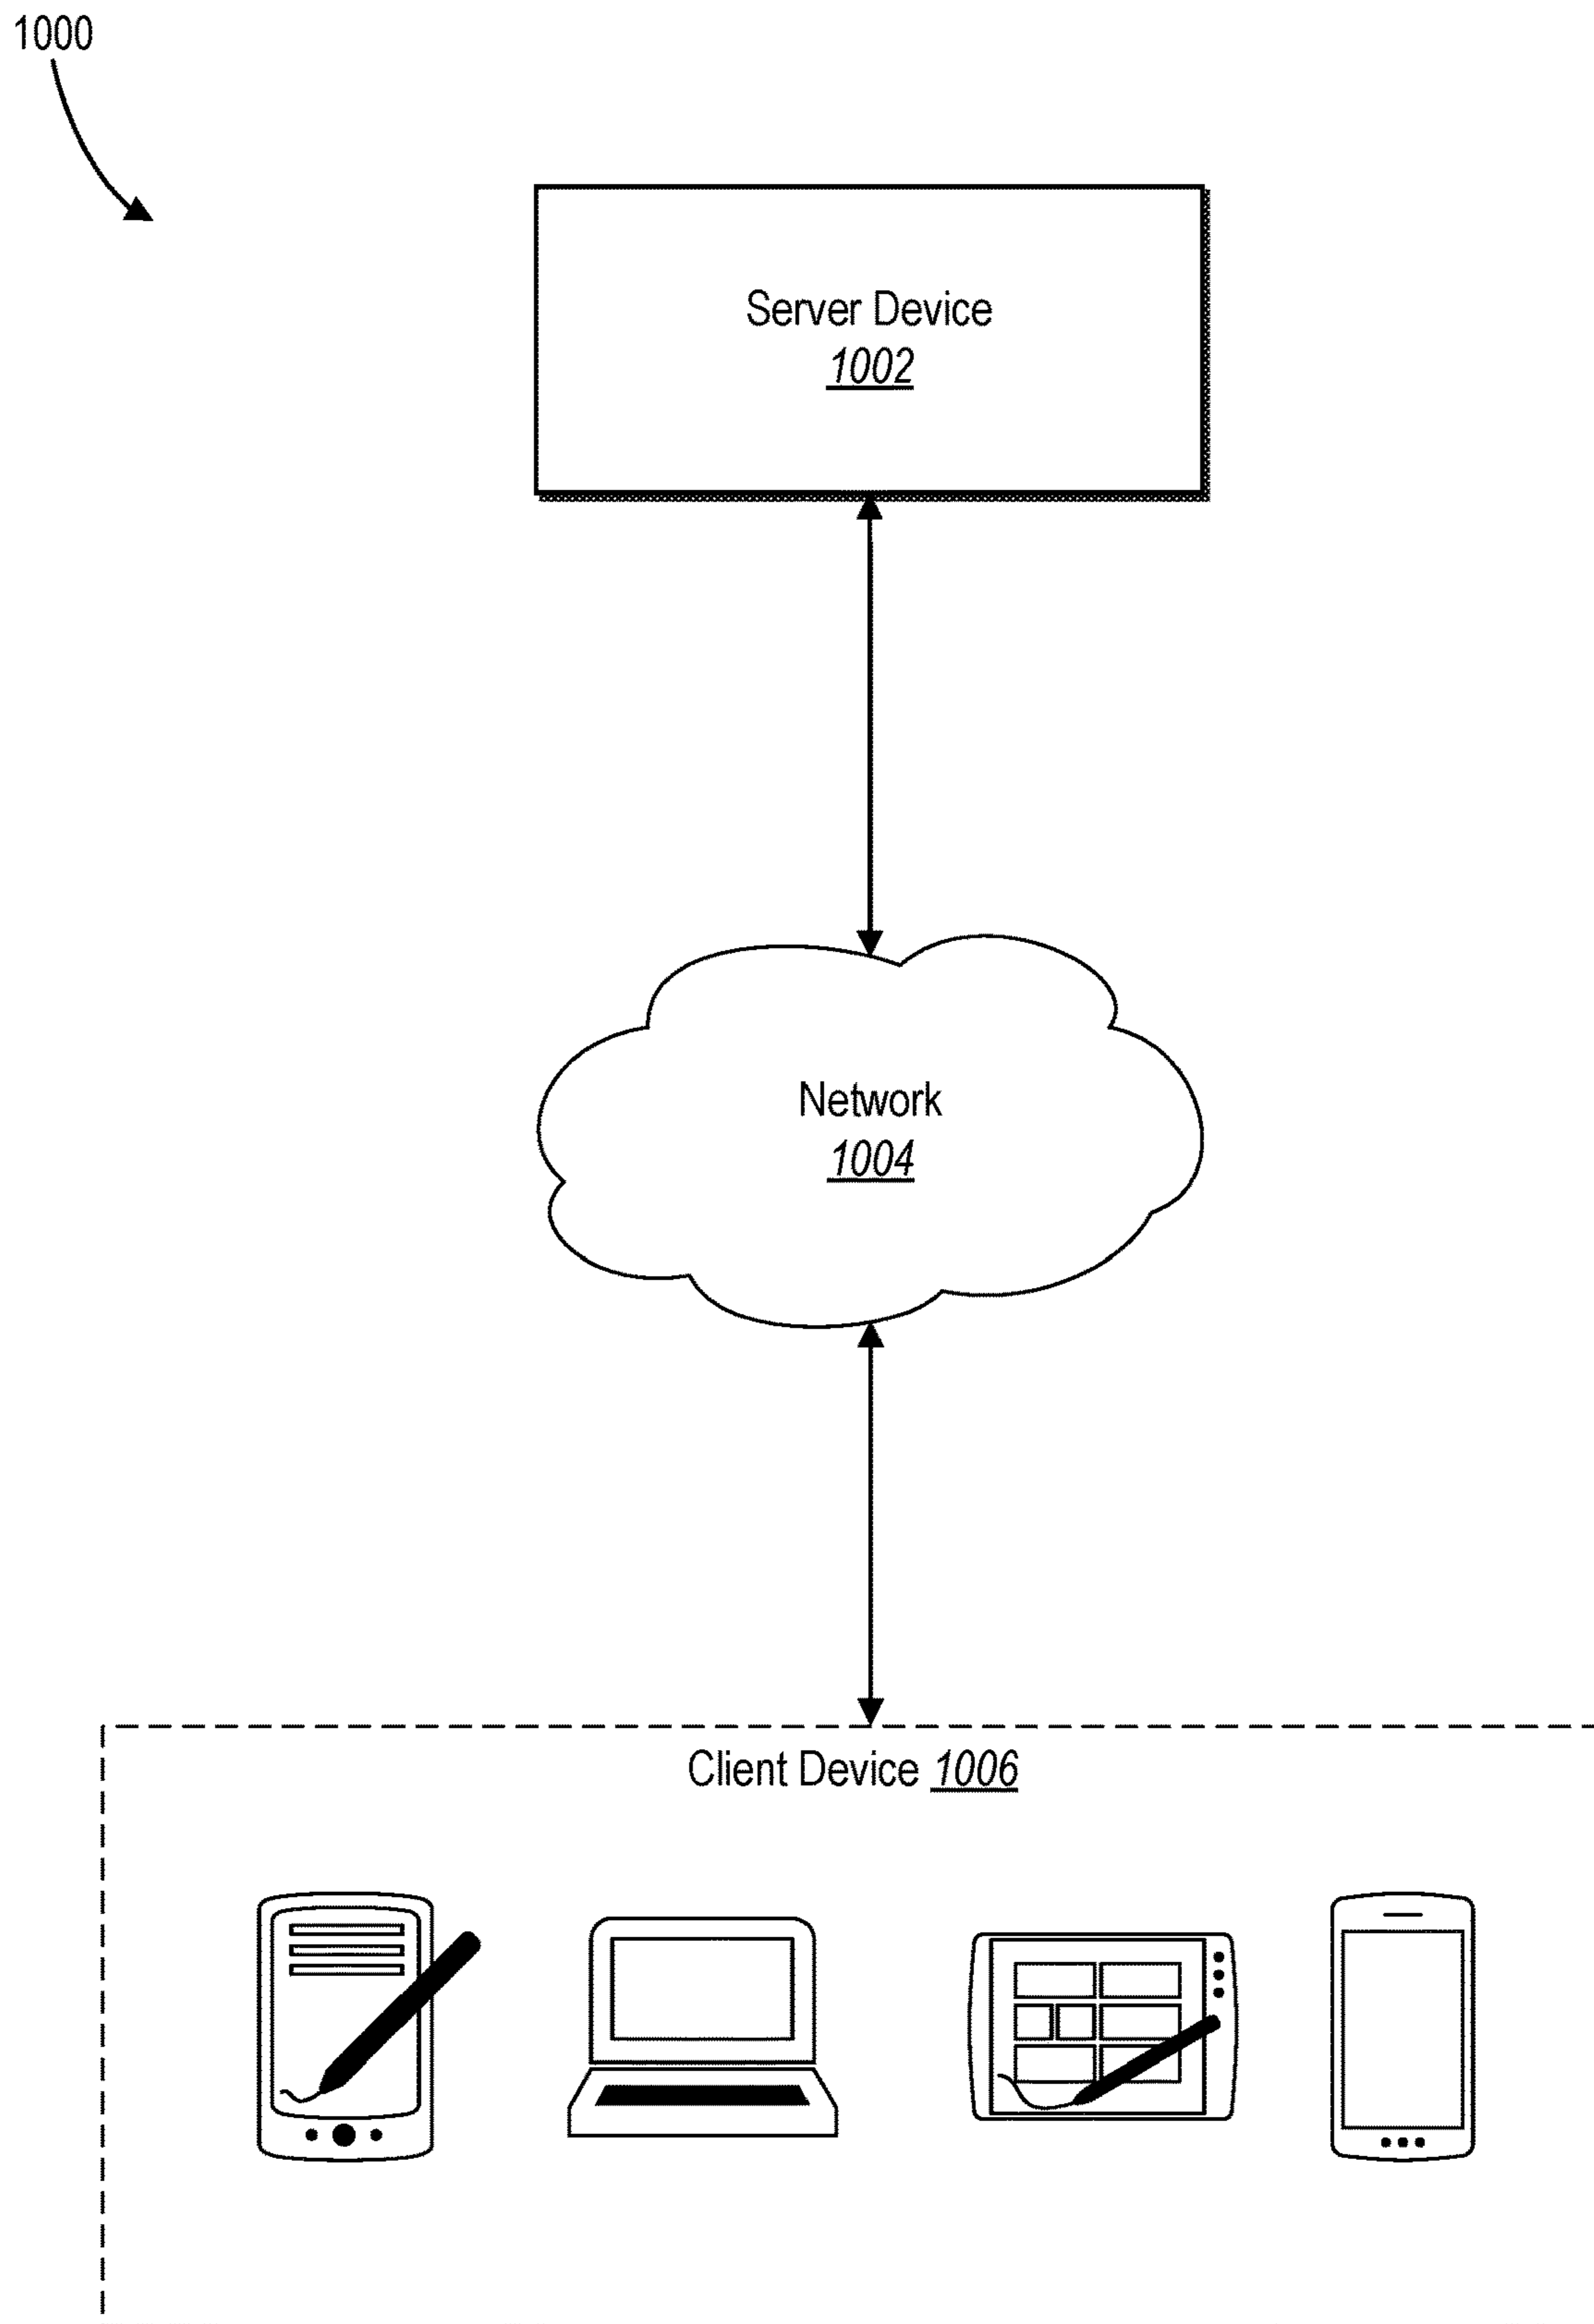 1000
Server Device
1002
Network
1004
Client Device 1006